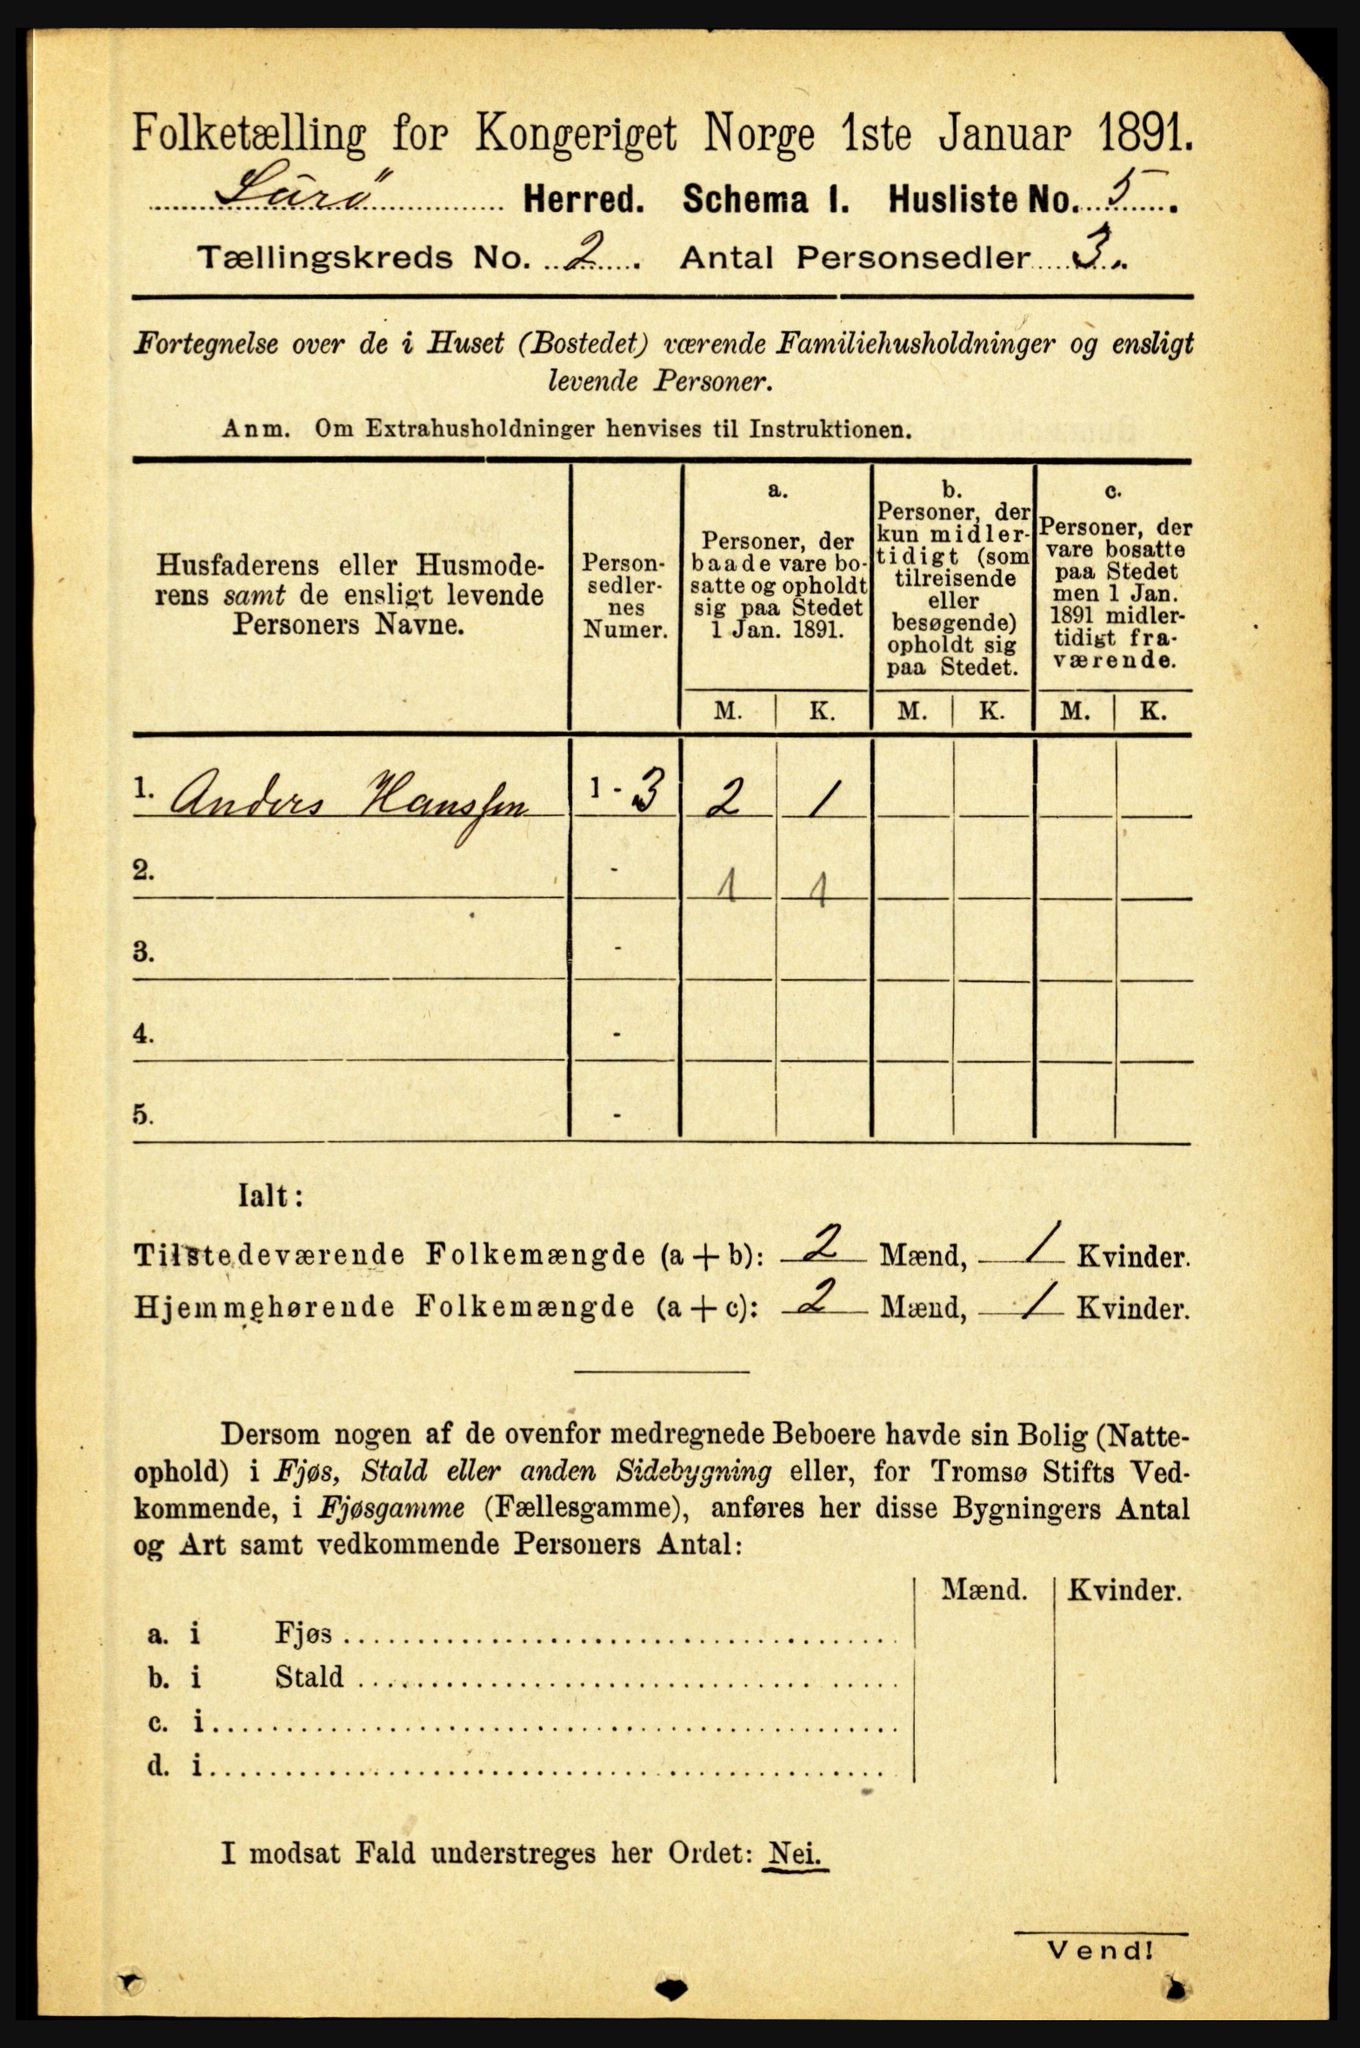 Folketælling for Kongeriget Norge 1ste Januar 1891.
Lurö Herred. Schema I. Husliste No. 5.
Tællingskreds No. 2. Antal Personsedler 3.
Fortegnelse over de i Huset (Bostedet) værende Familiehusholdninger og ensligt
levende Personer.
Anm. Om Extrahusholdninger henvises til Instruktionen.
Husfaderens eller Husmode-
rens samt de ensligt levende
Personers Navne.
Person-
sedler-
nes
Numer.
a.
Personer, der
baade vare bo-
satte og opholdt
sig paa Stedet
1 Jan. 1891.
b.
Personer, der
kun midler-
tidigt (som
tilreisende
eller
besøgende)
opholdt sig
paa Stedet.
c.
Personer, der
vare bosatte
paa Stedet
men 1 Jan.
1891 midler-
tidigt fra-
værende.
M. K. M. K. M. K.
1. Anders Hanssen 1 - 3 2 1
2. - 1 1
3. -
4. -
5. -
Ialt:
Tilstedeværende Folkemængde (a + b): 2 Mænd, 1 Kvinder.
Hjemmehørende Folkemængde (a + c): 2 Mænd, 1 Kvinder.
Dersom nogen af de ovenfor medregnede Beboere havde sin Bolig (Natte-
ophold) i Fjøs, Stald eller anden Sidebygning eller, for Tromsø Stifts Ved-
kommende, i Fjøsgamme (Fællesgamme), anføres her disse Bygningers Antal
og Art samt vedkommende Personers Antal:
Mænd. Kvinder.
a. i Fjøs
b. i Stald
c. i
d. i
I modsat Fald understreges her Ordet: Nei.
Vend!